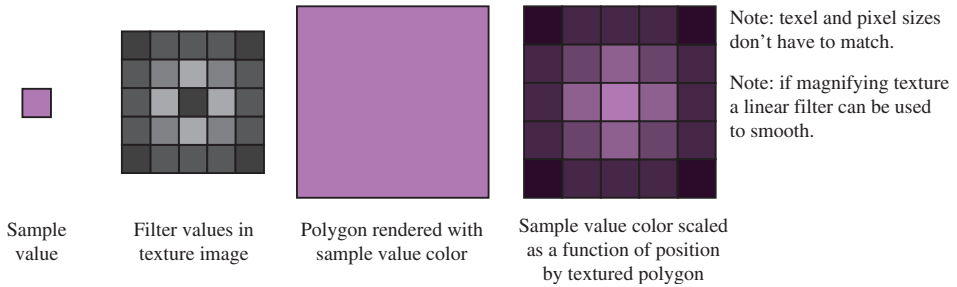 Note: texel and pixel sizes
don’t have to match.
Note: if magnifying texture
a linear filter can be used
to smooth.
Sample
value
Filter values in
texture image
Polygon rendered with
sample value color
Sample value color scaled
as a function of position
by textured polygon